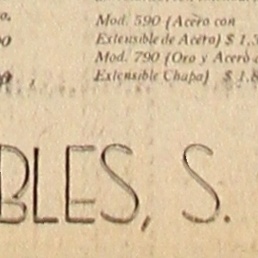 Mod. 590 (Acero con
Extensible de Acero) $ 1.
Mod. 790 (Oro y Acero
Extensible Chapa) $ 1.8
BLES, S.